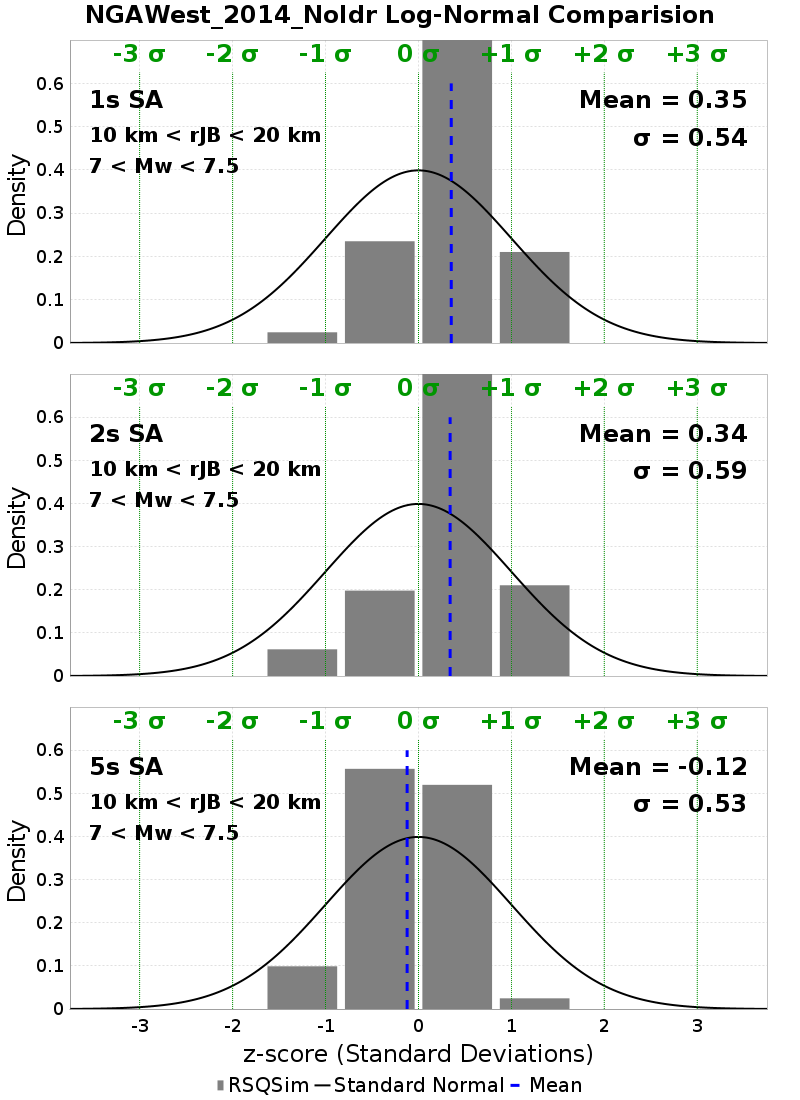 NGAWest_2014_NoIdr Log-Normal Comparision
-3 σ -2 σ -1 σ 0 σ +1 σ +2 σ +3 σ
1s SA
10 km < rJB < 20 km
7 < Mw < 7.5
Mean = 0.35
σ = 0.54
Density
0.6
0.5
0.4
0.3
0.2
0.1
0
-3 σ -2 σ -1 σ 0 σ +1 σ +2 σ +3 σ
2s SA
10 km < rJB < 20 km
7 < Mw < 7.5
Mean = 0.34
σ = 0.59
Density
0.6
0.5
0.4
0.3
0.2
0.1
0
-3 σ -2 σ -1 σ 0 σ +1 σ +2 σ +3 σ
5s SA
10 km < rJB < 20 km
7 < Mw < 7.5
Mean = -0.12
σ = 0.53
Density
0.6
0.5
0.4
0.3
0.2
0.1
0
-3 -2 -1 0 1 2 3
z-score (Standard Deviations)
RSQSim Standard Normal Mean